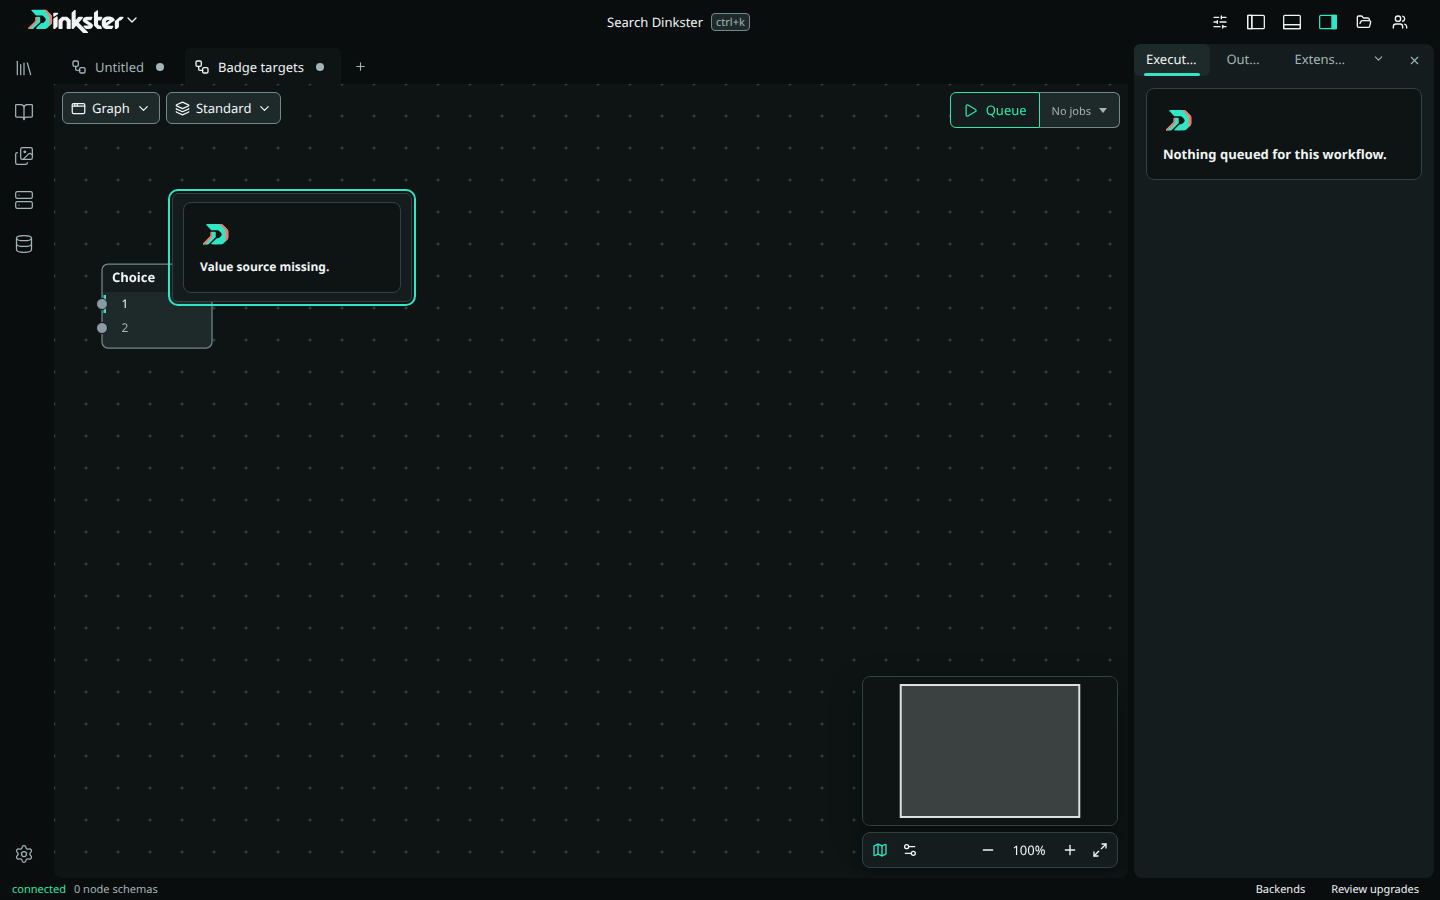 Dinkster
Search Dinkster ctrl+k
Untitled
Badge targets
Execut...
Out...
Extens...
Graph
Standard
Queue
No jobs
Nothing queued for this workflow.
Value source missing.
Choice
1
2
100%
connected
0 node schemas
Backends
Review upgrades